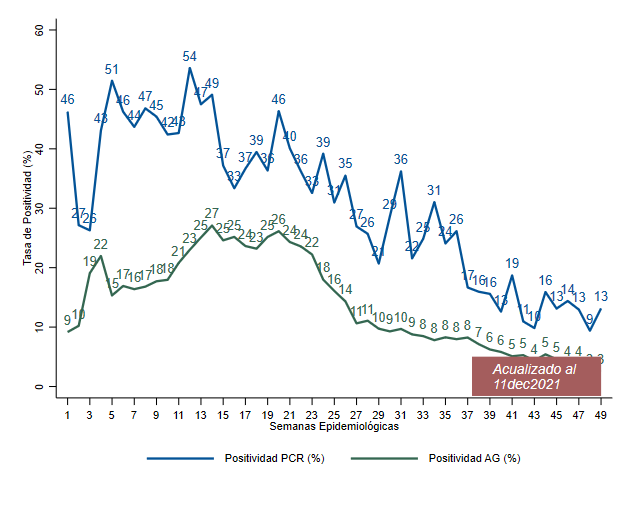 60
50
40
30
20
10
0
Tasa de Positividad (%)
46 27 26 43 51 46 44 47 45 42 43 54 47 49 37 33 37 39 36 46 40 36 33 39 31 35 27 26 21 29 36 22 25 31 24 26 17 16 16 13 19 11 10 16 13 14 13 9 13
9 10 19 22 15 17 16 17 18 18 21 23 25 27 25 25 24 23 25 26 24 24 22 18 16 14 11 11 10 9 10 9 8 8 8 8 8 7 6 6 5 5 4 5 5 4 4
Acualizado al
11dec2021
1 3 5 7 9 11 13 15 17 19 21 23 25 27 29 31 33 35 37 39 41 43 45 47 49
Semanas Epidemiológicas
Positividad PCR (%) Positividad AG (%)